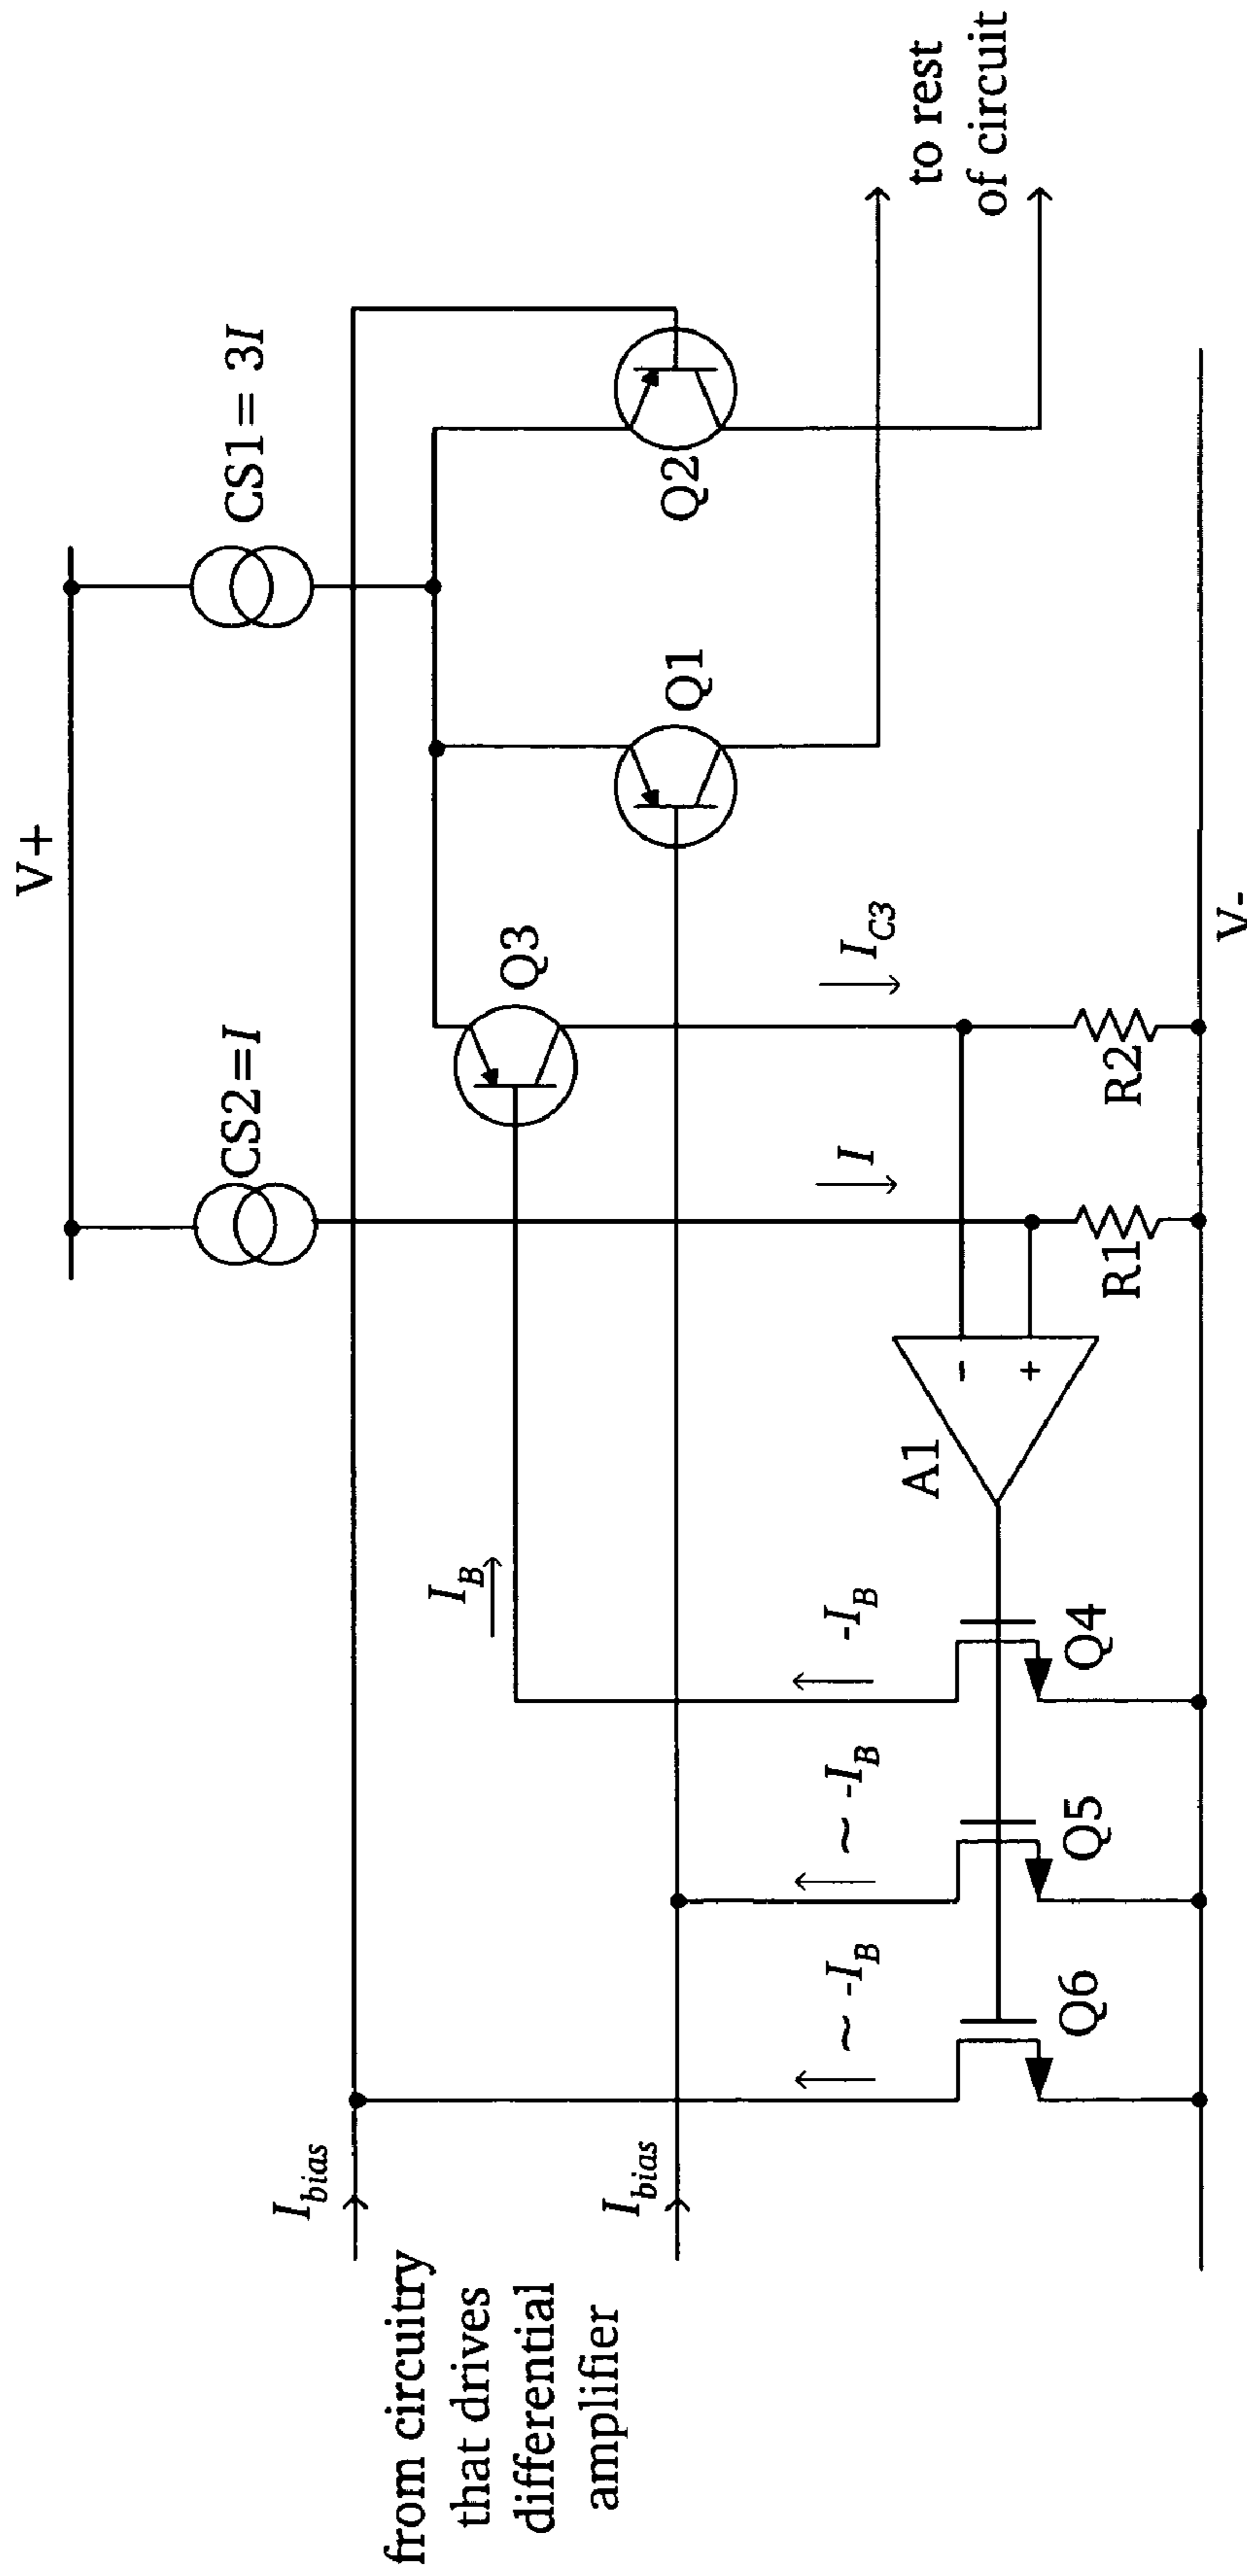 V+
CS2=I
CS1= 3I
Q3
Q1
Q2
I_B
I_bias
from circuitry
that drives
differential
amplifier
I_bias
~ -I_B
~ -I_B
-I_B
I
I_C3
to rest
of circuit
A1
-
+
Q6
Q5
Q4
R1
R2
V-